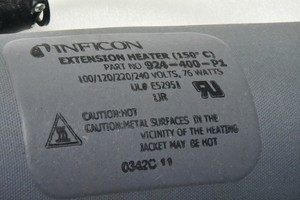 INFICON
EXTENSION HEATER (150° C)
PART NO 924-400-P1
100/120/220/240 VOLTS, 75 WATTS
UL® E52951
LR
CAUTION:HOT
CAUTION:METAL SURFACES IN THE
VICINITY OF THE HEATING
JACKET MAY BE HOT
0342C